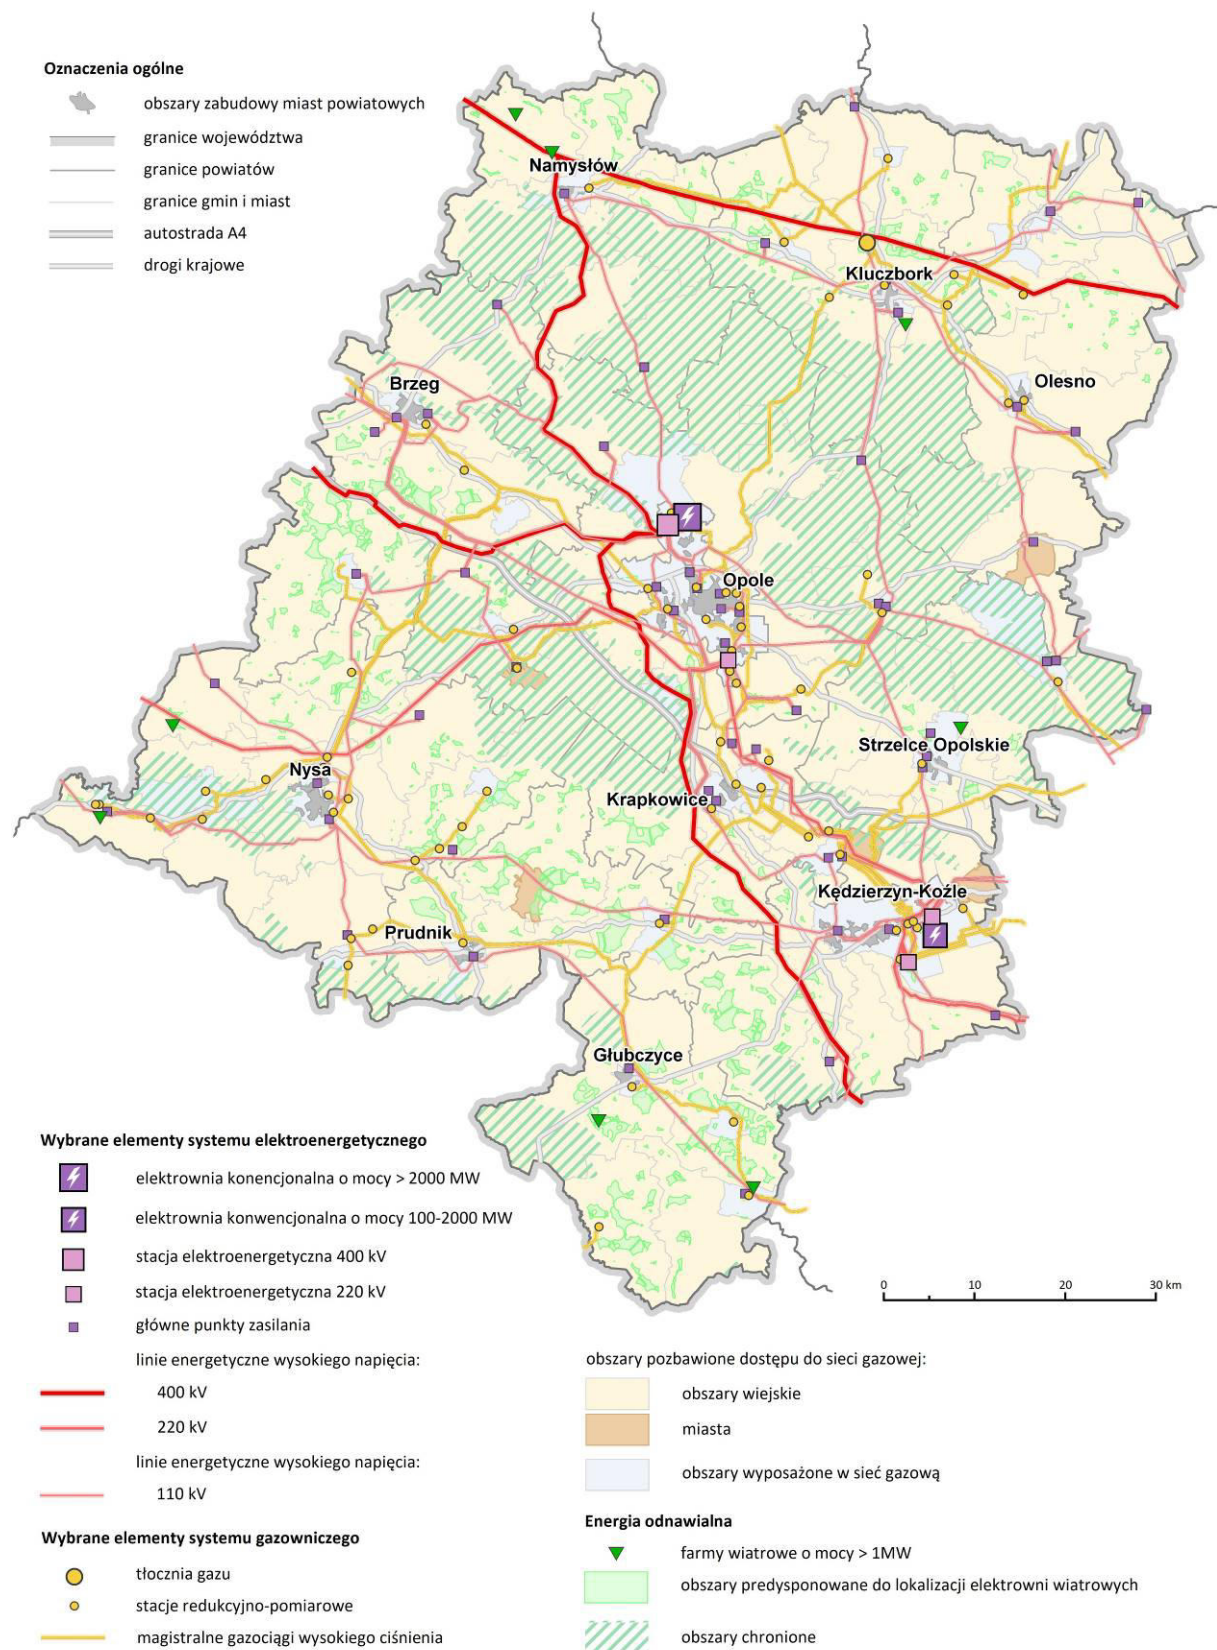 Oznaczenia ogólne
obszary zabudowy miast powiatowych
granice województwa
granice powiatów
granice gmin i miast
autostrada A4
drogi krajowe
Namysłów
Kluczbork
Brzeg
Olesno
Opole
Strzelce Opolskie
Nysa
Krapkowice
Kędzierzyn-Koźle
Prudnik
Głubczyce
Wybrane elementy systemu elektroenergetycznego
elektrownia konencjonalna o mocy > 2000 MW
elektrownia konwencjonalna o mocy 100-2000 MW
stacja elektroenergetyczna 400 kV
stacja elektroenergetyczna 220 kV
główne punkty zasilania
linie energetyczne wysokiego napięcia:
400 kV
220 kV
linie energetyczne wysokiego napięcia:
110 kV
Wybrane elementy systemu gazowniczego
tłocznia gazu
stacje redukcyjno-pomiarowe
magistralne gazociągi wysokiego ciśnienia
0 10 20 30 km
obszary pozbawione dostępu do sieci gazowej:
obszary wiejskie
miasta
obszary wyposażone w sieć gazową
Energia odnawialna
farmy wiatrowe o mocy > 1MW
obszary predysponowane do lokalizacji elektrowni wiatrowych
obszary chronione